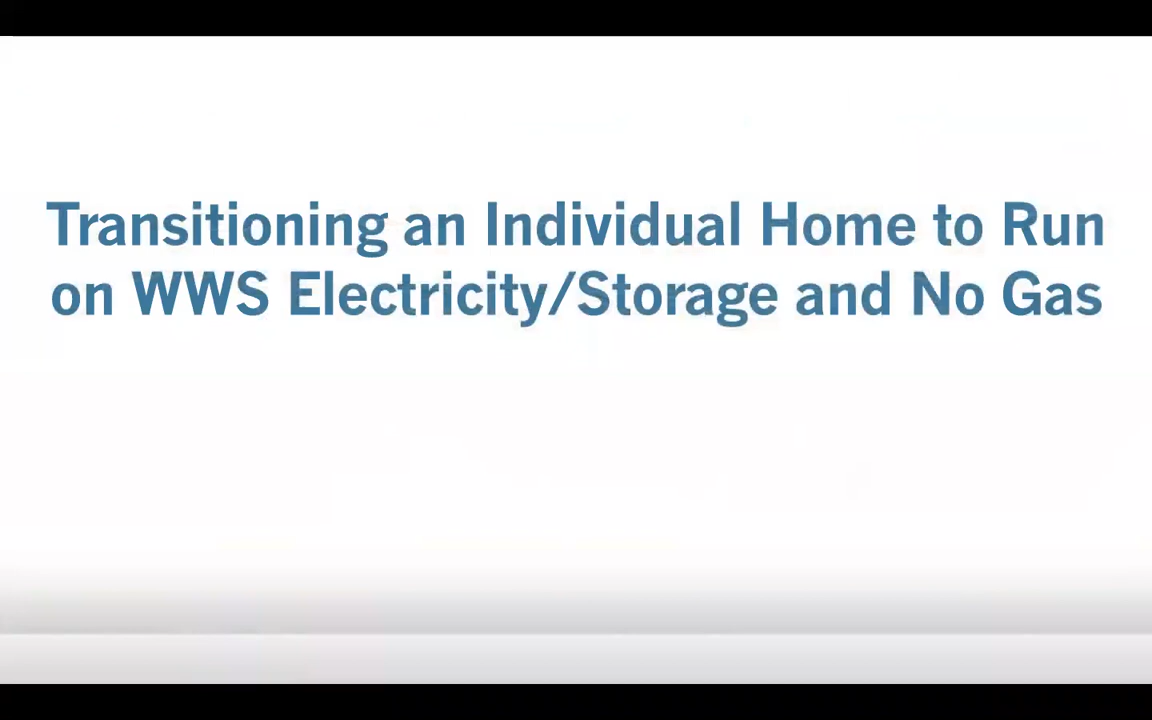 Transitioning an Individual Home to Run
on WWS Electricity/Storage and No Gas